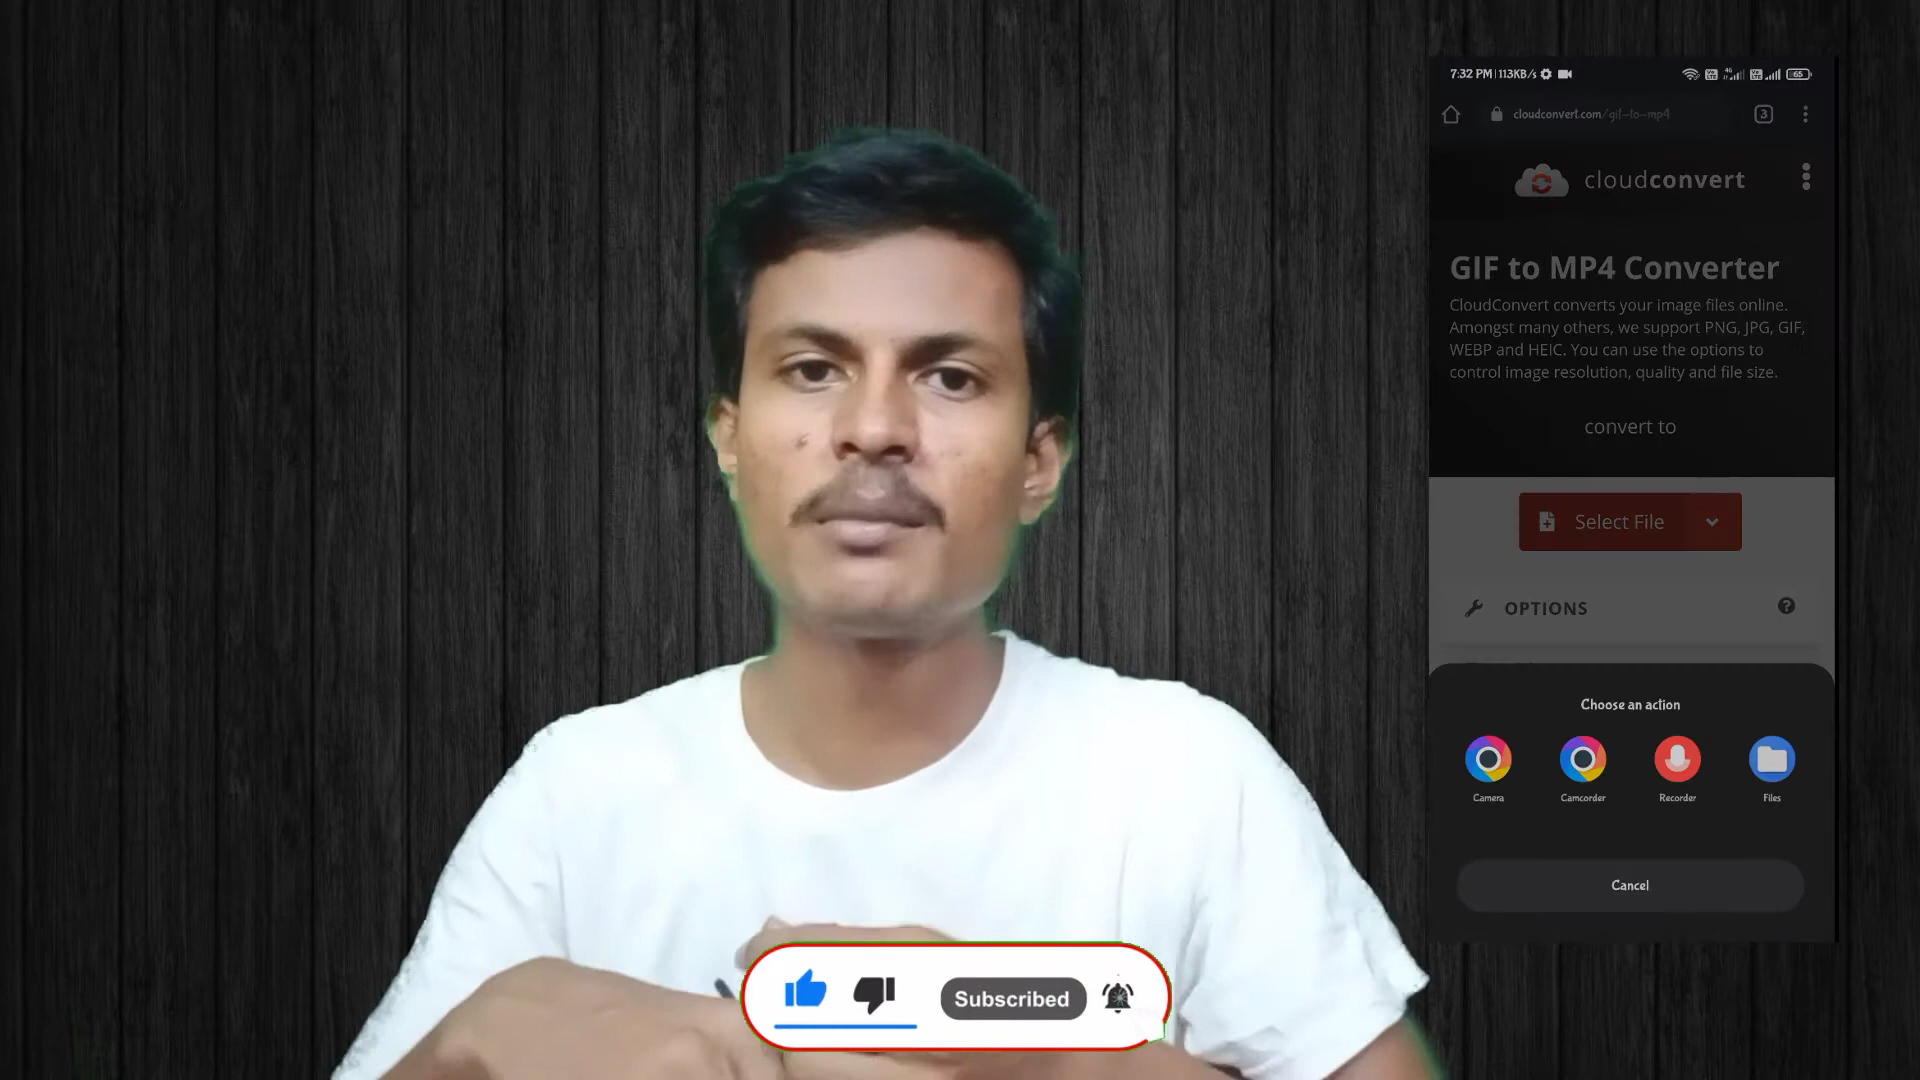 7:32 PM | 113KB/s
4G
65
cloudconvert.com/gif-to-mp4
3
cloudconvert
GIF to MP4 Converter
CloudConvert converts your image files online.
Amongst many others, we support PNG, JPG, GIF,
WEBP and HEIC. You can use the options to
control image resolution, quality and file size.
convert to
Select File
OPTIONS
Choose an action
Camera
Camcorder
Recorder
Files
Cancel
Subscribed